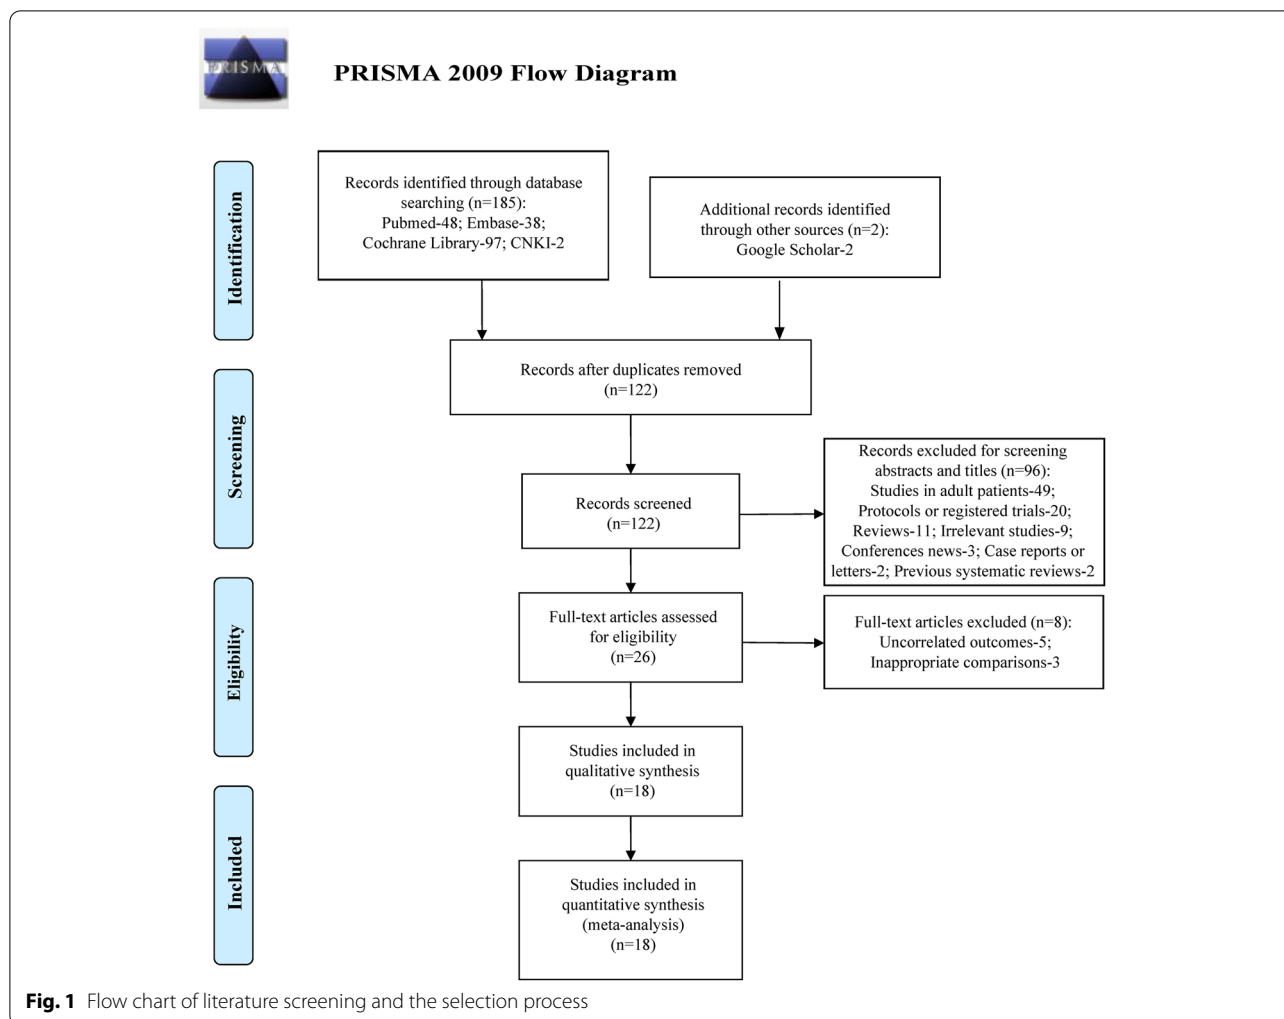 PRISMA
PRISMA 2009 Flow Diagram
Identification
Records identified through database
searching (n=185):
Pubmed-48; Embase-38;
Cochrane Library-97; CNKI-2
Additional records identified
through other sources (n=2):
Google Scholar-2
Records after duplicates removed
(n=122)
Screening
Records screened
(n=122)
Records excluded for screening
abstracts and titles (n=96):
Studies in adult patients-49;
Protocols or registered trials-20;
Reviews-11; Irrelevant studies-9;
Conferences news-3; Case reports or
letters-2; Previous systematic reviews-2
Eligibility
Full-text articles assessed
for eligibility
(n=26)
Full-text articles excluded (n=8):
Uncorrelated outcomes-5;
Inappropriate comparisons-3
Studies included in
qualitative synthesis
(n=18)
Included
Studies included in
quantitative synthesis
(meta-analysis)
(n=18)
Fig. 1 Flow chart of literature screening and the selection process